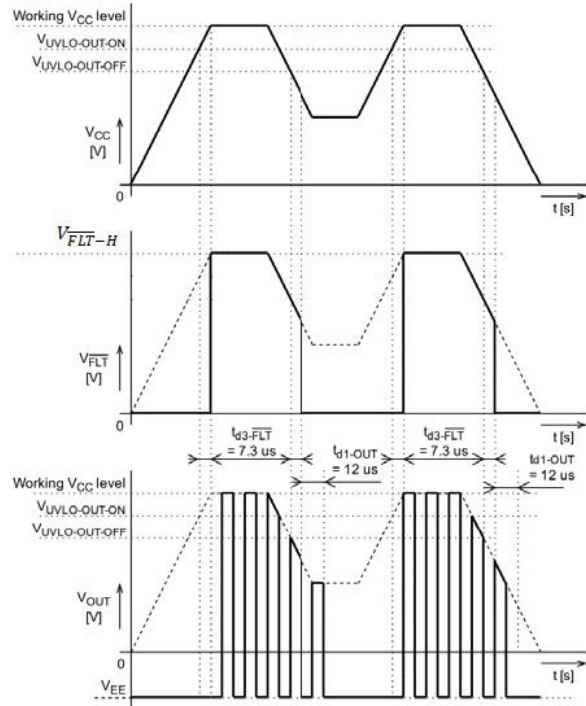 Working VCC level
VUVLO-OUT-ON
VUVLO-OUT-OFF
VCC
[V]
0
t [s]
VFLT-H
VFLT
[V]
0
t [s]
td3-FLT
= 7.3 us
td1-OUT
= 12 us
td3-FLT
= 7.3 us
td1-OUT
= 12 us
Working VCC level
VUVLO-OUT-ON
VUVLO-OUT-OFF
VOUT
[V]
0
t [s]
VEE